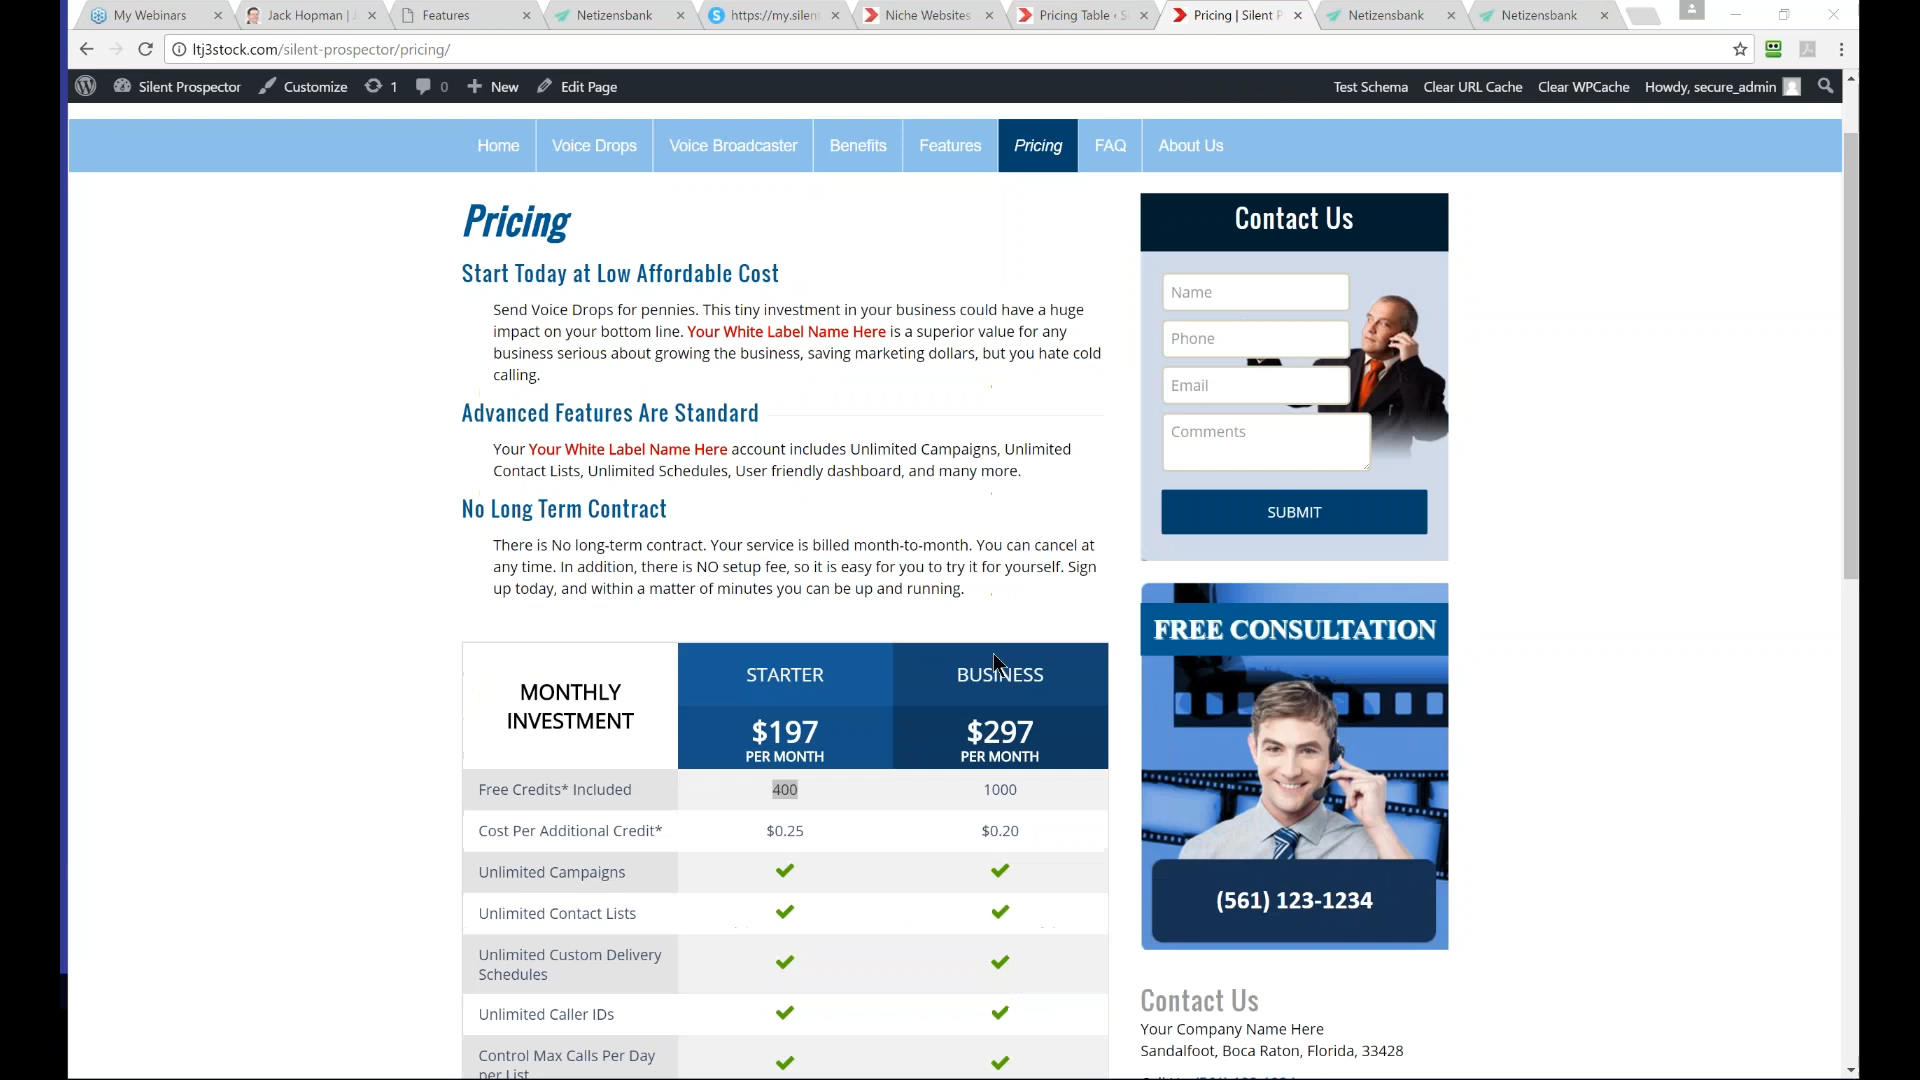 My Webinars
Jack Hopman |
Features
Netizensbank
https://my.silen
Niche Websites
Pricing Table
Pricing | Silent P
Netizensbank
Netizensbank
ltj3stock.com/silent-prospector/pricing/
Silent Prospector
Customize
1
0
New
Edit Page
Test Schema
Clear URL Cache
Clear WPCache
Howdy, secure_admin
Home
Voice Drops
Voice Broadcaster
Benefits
Features
Pricing
FAQ
About Us
Pricing
Start Today at Low Affordable Cost
Send Voice Drops for pennies. This tiny investment in your business could have a huge
impact on your bottom line. Your White Label Name Here is a superior value for any
business serious about growing the business, saving marketing dollars, but you hate cold
calling.
Advanced Features Are Standard
Your Your White Label Name Here account includes Unlimited Campaigns, Unlimited
Contact Lists, Unlimited Schedules, User friendly dashboard, and many more.
No Long Term Contract
There is No long-term contract. Your service is billed month-to-month. You can cancel at
any time. In addition, there is NO setup fee, so it is easy for you to try it for yourself. Sign
up today, and within a matter of minutes you can be up and running.
MONTHLY
INVESTMENT
STARTER
BUSINESS
$197
PER MONTH
$297
PER MONTH
Free Credits* Included
400
1000
Cost Per Additional Credit*
$0.25
$0.20
Unlimited Campaigns
Unlimited Contact Lists
Unlimited Custom Delivery
Schedules
Unlimited Caller IDs
Control Max Calls Per Day
per List
Contact Us
Name
Phone
Email
Comments
SUBMIT
FREE CONSULTATION
(561) 123-1234
Contact Us
Your Company Name Here
Sandalfoot, Boca Raton, Florida, 33428